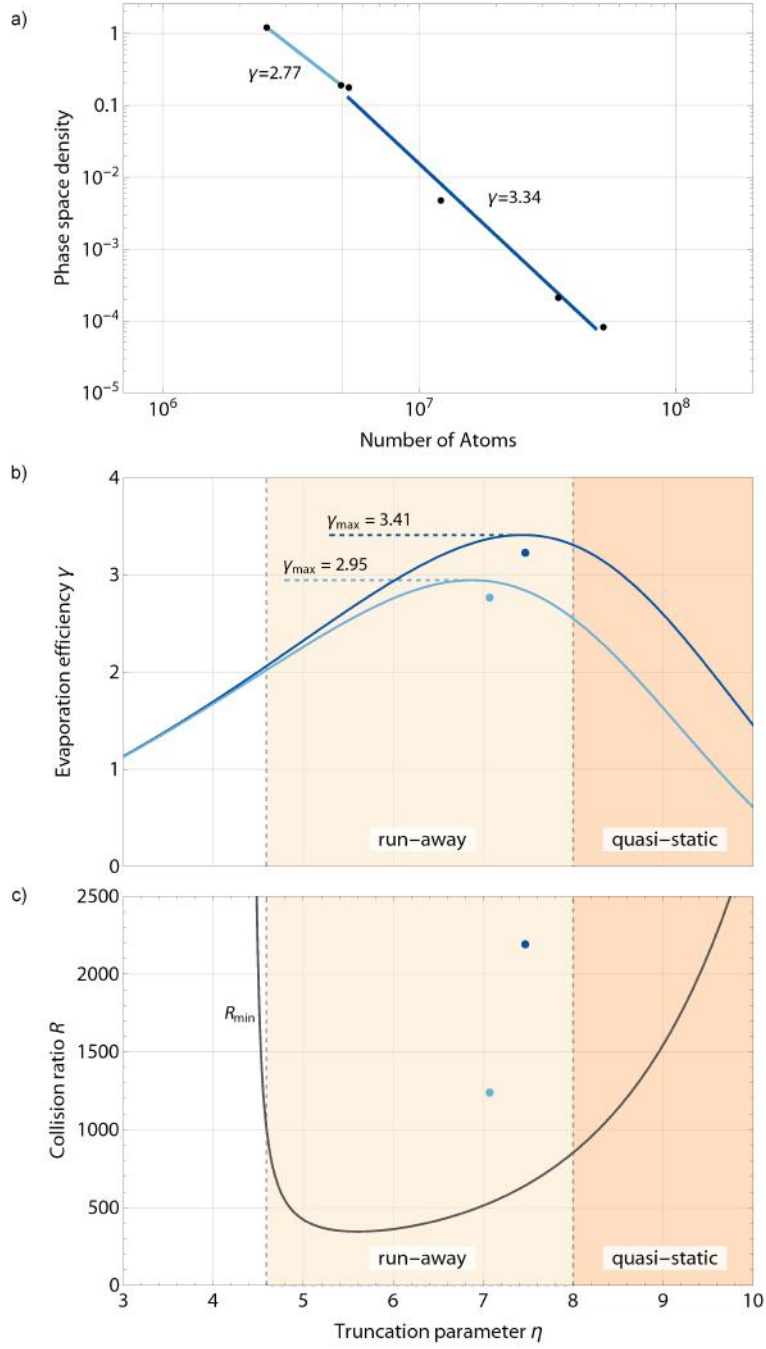 a)
1
0.1
10⁻²
10⁻³
10⁻⁴
10⁻⁵
Phase space density
γ=2.77
γ=3.34
10⁶ 10⁷ 10⁸
Number of Atoms
b)
4
3
2
1
0
Evaporation efficiency γ
γmax = 3.41
γmax = 2.95
run−away quasi−static
c)
2500
2000
1500
1000
500
0
Collision ratio R
Rmin
run−away quasi−static
3 4 5 6 7 8 9 10
Truncation parameter η